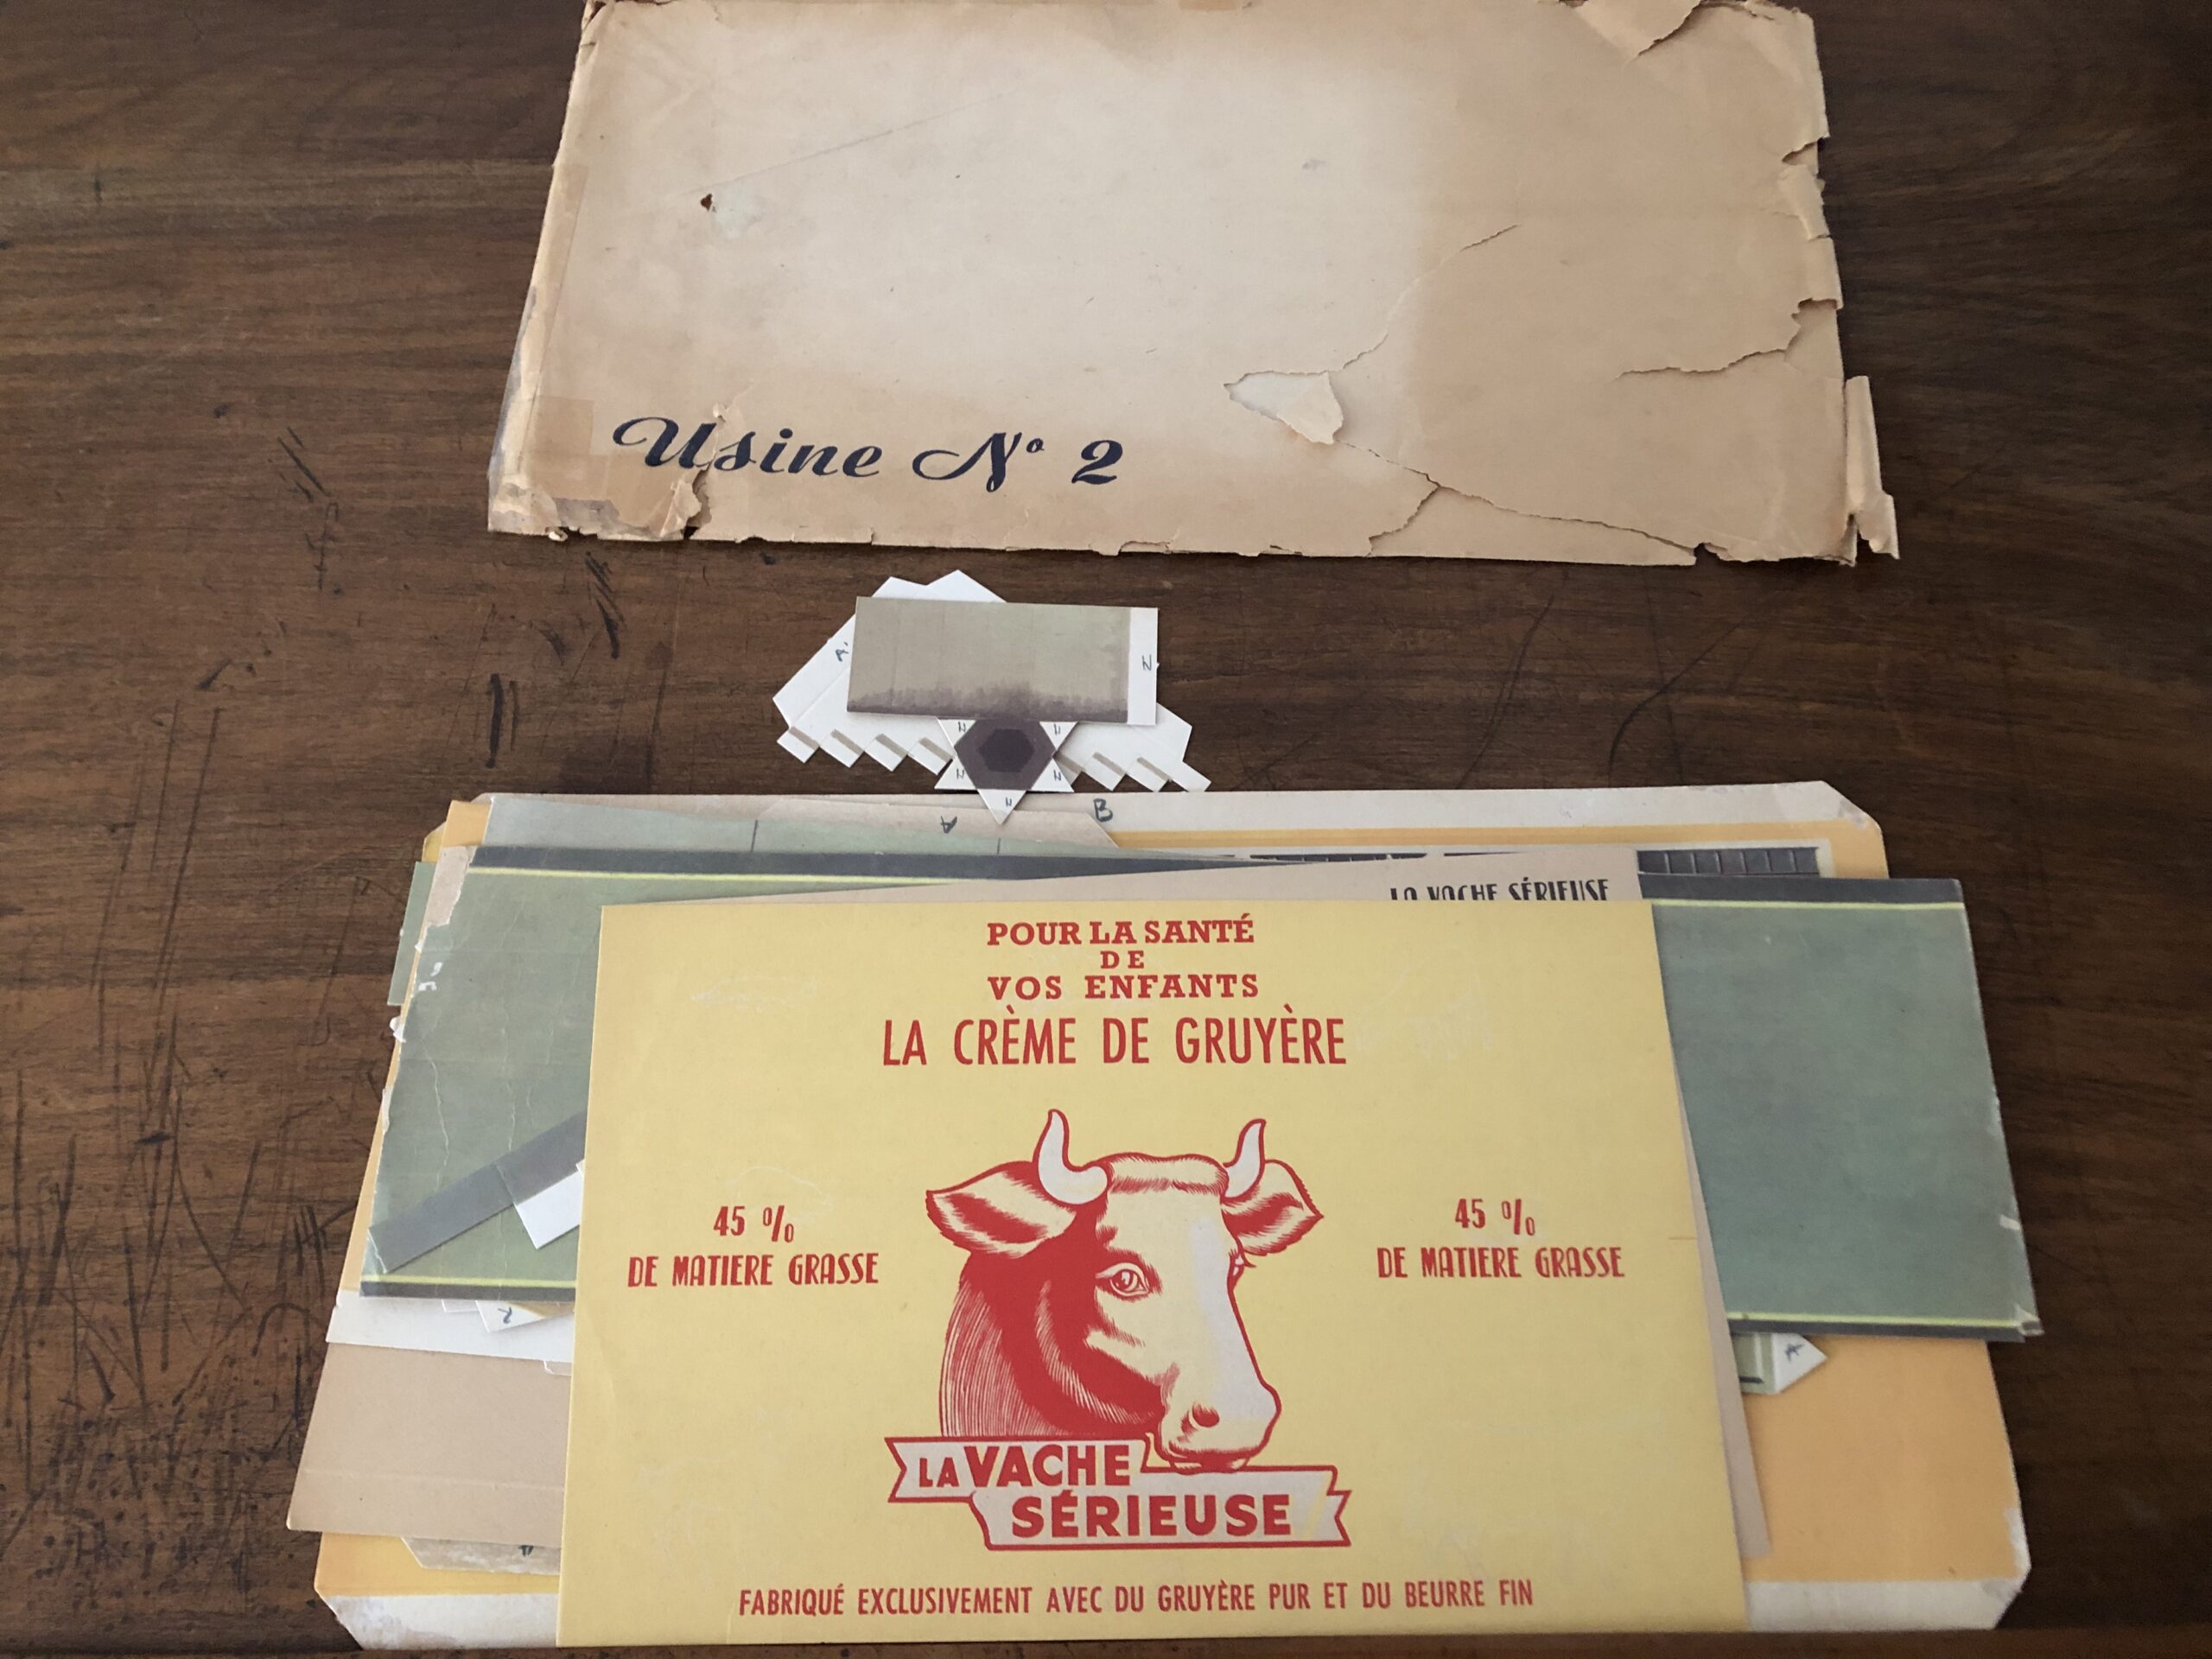 Usine Nº 2
A'
N
N
N
N
N
N
A
B
LA VACHE SÉRIEUSE
POUR LA SANTÉ
DE
VOS ENFANTS
LA CRÈME DE GRUYÈRE
45 %
DE MATIERE GRASSE
45 %
DE MATIERE GRASSE
LA VACHE
SÉRIEUSE
FABRIQUÉ EXCLUSIVEMENT AVEC DU GRUYÈRE PUR ET DU BEURRE FIN